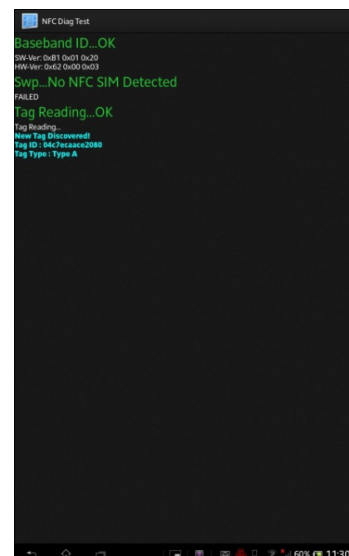 NFC Diag Test
Baseband ID...OK
SW-Ver: 0xB1 0x01 0x20
HW-Ver: 0x62 0x00 0x03
Swp...No NFC SIM Detected
FAILED
Tag Reading...OK
Tag Reading...
New Tag Discovered!
Tag ID : 04c7ecaace2080
Tag Type : Type A
60% 11:30